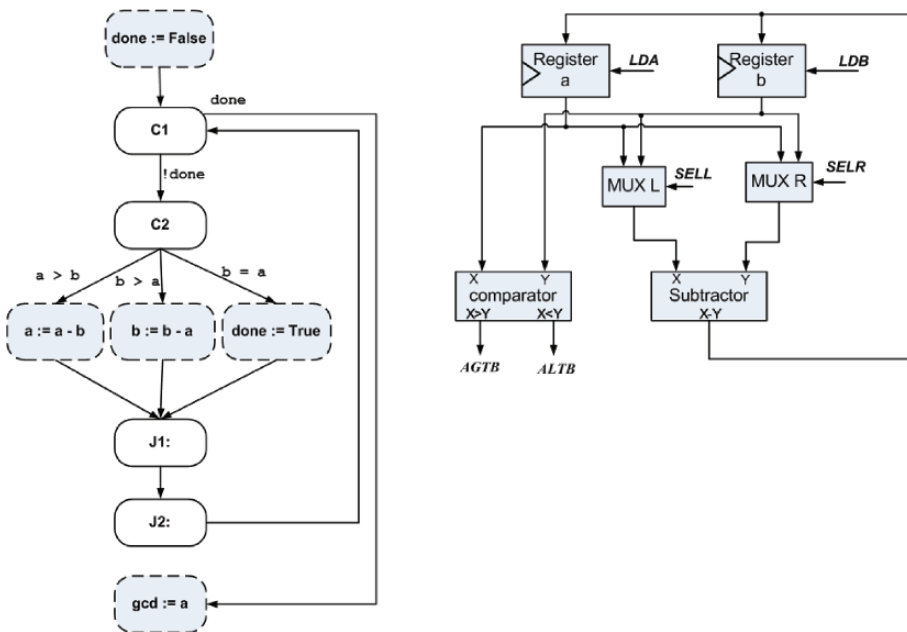 done := False
done
C1
!done
C2
a > b
b > a
b = a
a := a - b
b := b - a
done := True
J1:
J2:
gcd := a
Register
a
LDA
Register
b
LDB
MUX L
SELL
MUX R
SELR
X Y
comparator
X>Y X<Y
AGTB ALTB
X Y
Subtractor
X-Y